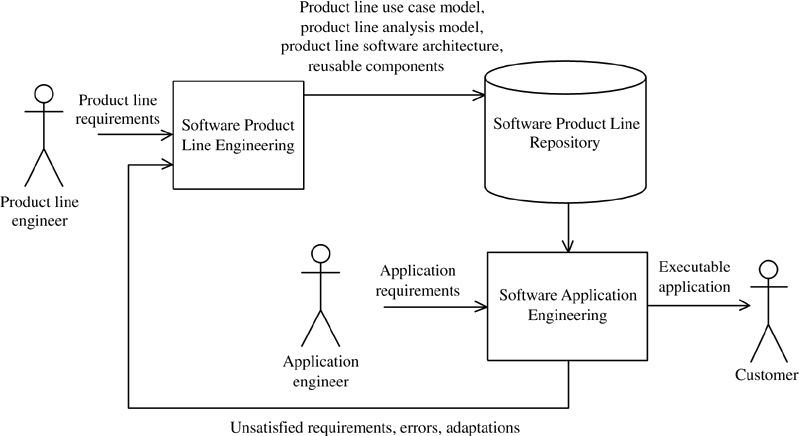 Product line use case model,
product line analysis model,
product line software architecture,
reusable components
Product line
requirements
Software Product
Line Engineering
Software Product Line
Repository
Product line
engineer
Application
requirements
Software Application
Engineering
Executable
application
Application
engineer
Customer
Unsatisfied requirements, errors, adaptations